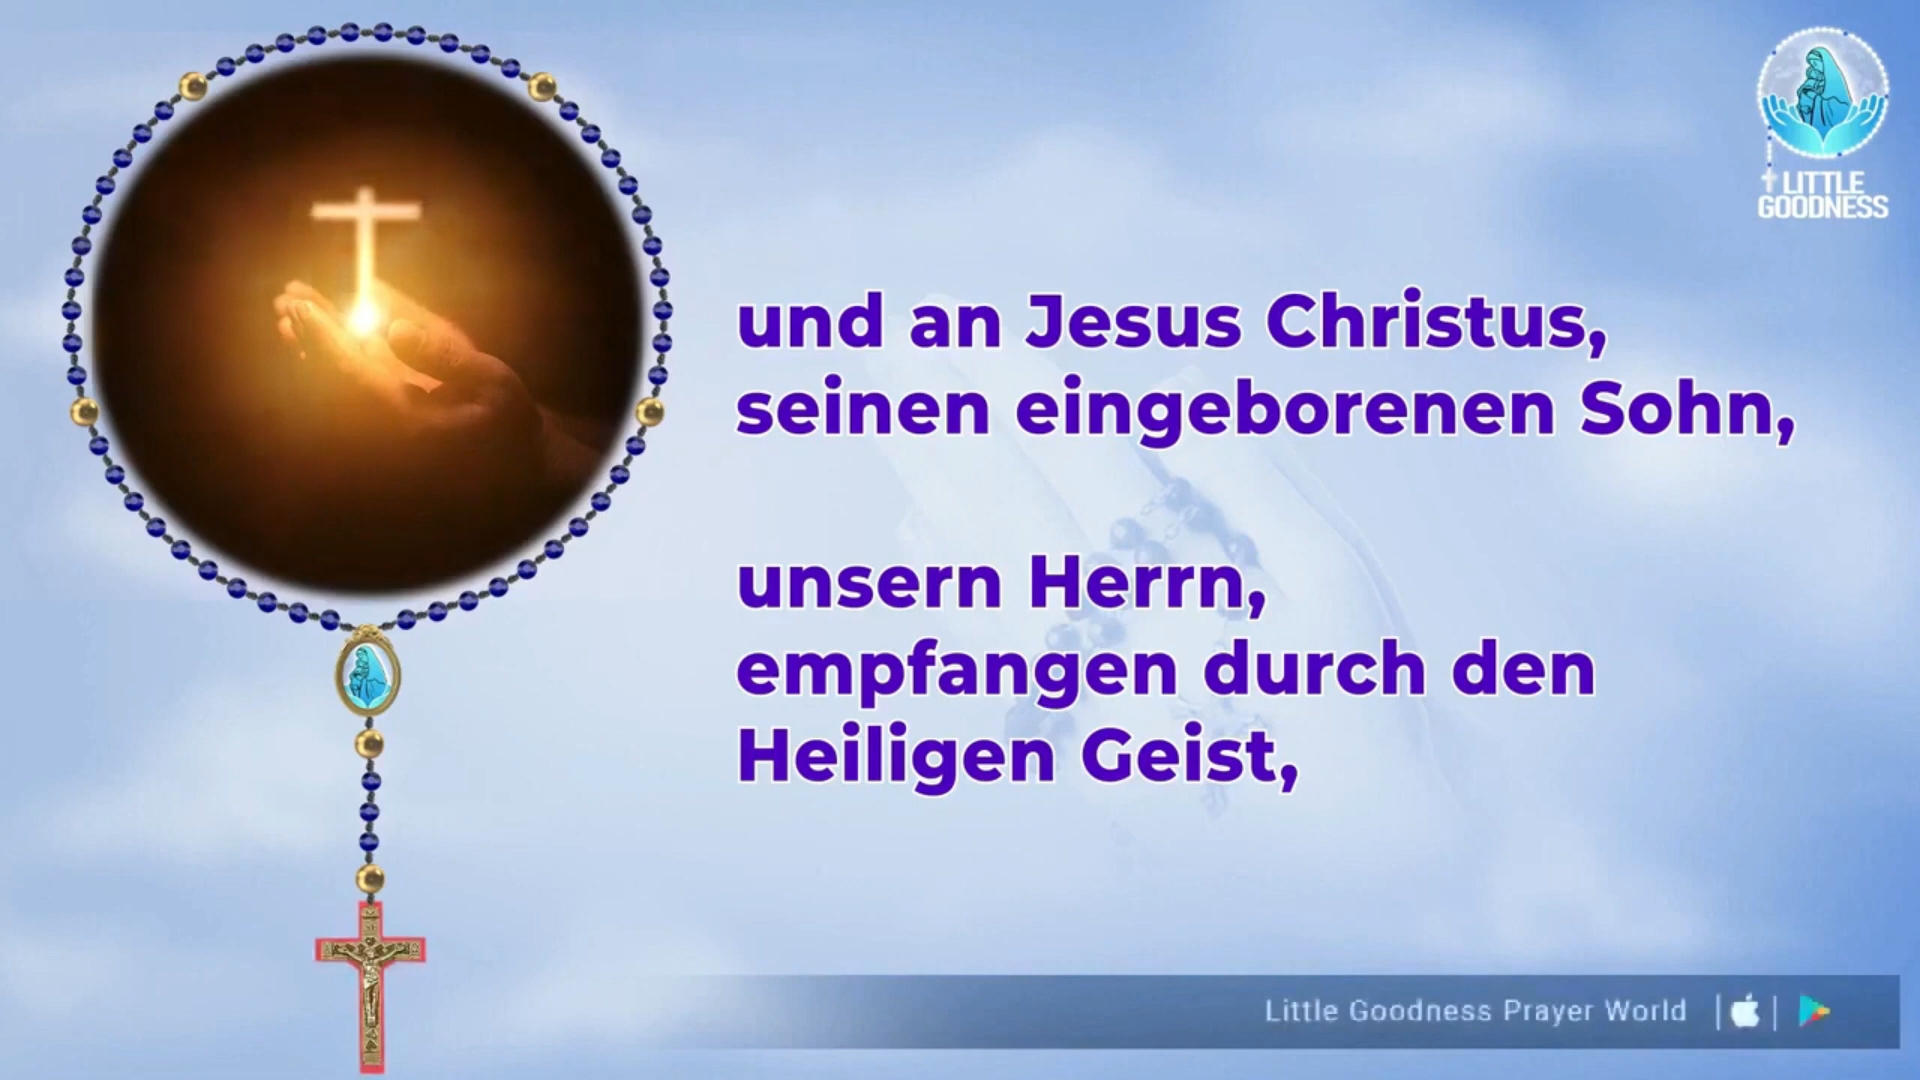 LITTLE
GOODNESS
und an Jesus Christus,
seinen eingeborenen Sohn,
unsern Herrn,
empfangen durch den
Heiligen Geist,
Little Goodness Prayer World